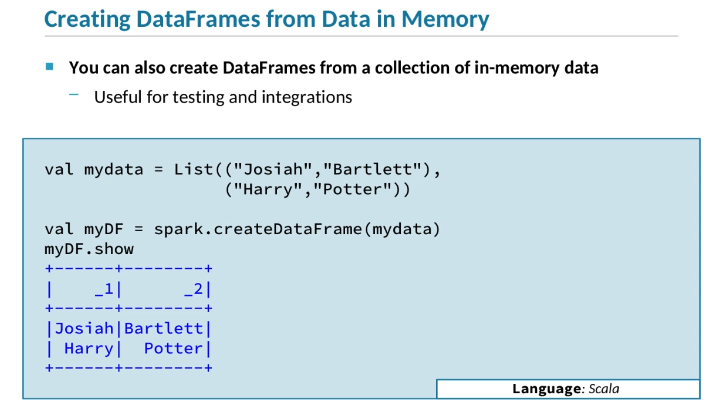 Creating DataFrames from Data in Memory
You can also create DataFrames from a collection of in-memory data
– Useful for testing and integrations
val mydata = List(("Josiah","Bartlett"),
                  ("Harry","Potter"))
val myDF = spark.createDataFrame(mydata)
myDF.show
+------+--------+
|    _1|      _2|
+------+--------+
|Josiah|Bartlett|
| Harry|  Potter|
+------+--------+
Language: Scala